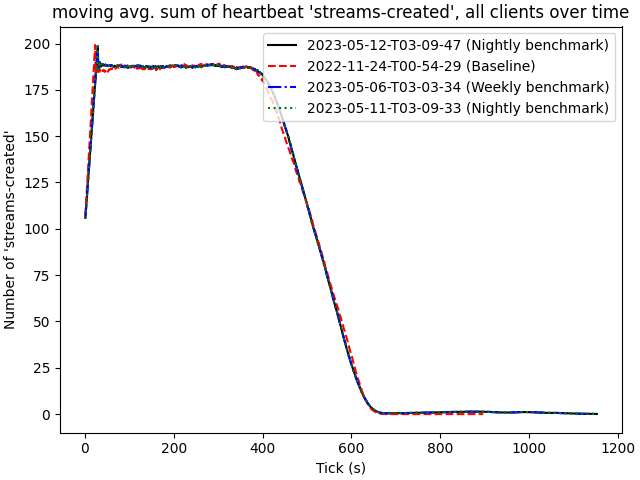 moving avg. sum of heartbeat 'streams-created', all clients over time
2023-05-12-T03-09-47 (Nightly benchmark)
2022-11-24-T00-54-29 (Baseline)
2023-05-06-T03-03-34 (Weekly benchmark)
2023-05-11-T03-09-33 (Nightly benchmark)
Number of 'streams-created'
200
175
150
125
100
75
50
25
0
0 200 400 600 800 1000 1200
Tick (s)